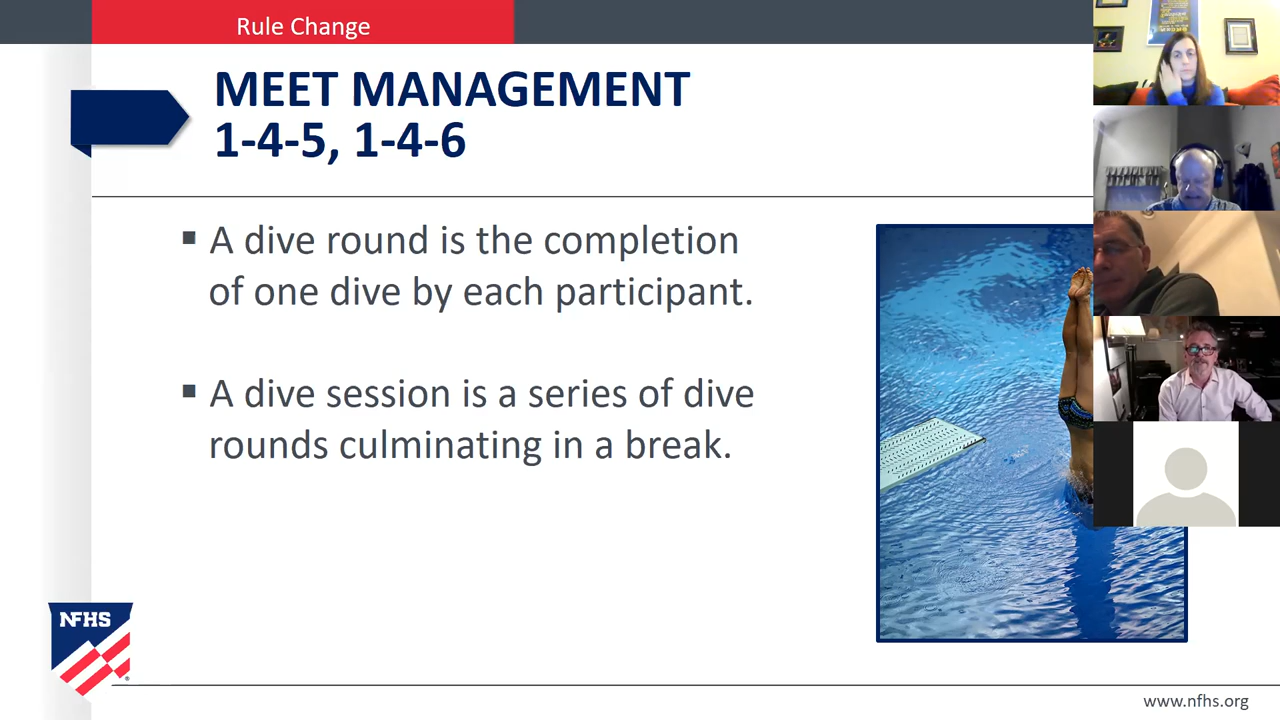 Rule Change
MEET MANAGEMENT
1-4-5, 1-4-6
▪ A dive round is the completion
of one dive by each participant.
▪ A dive session is a series of dive
rounds culminating in a break.
NFHS
www.nfhs.org